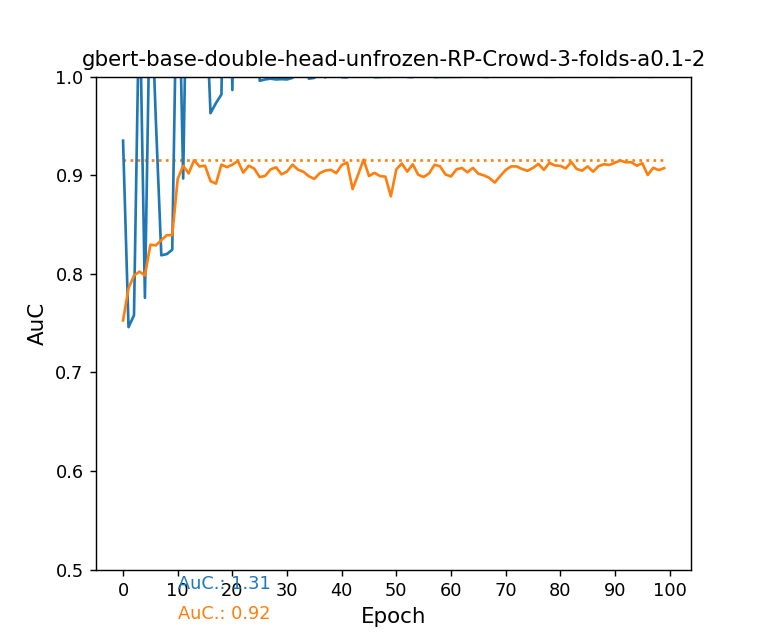 gbert-base-double-head-unfrozen-RP-Crowd-3-folds-a0.1-2
1.0
0.9
0.8
0.7
0.6
0.5
AuC
0 10 20 30 40 50 60 70 80 90 100
AuC.: 1.31
AuC.: 0.92
Epoch